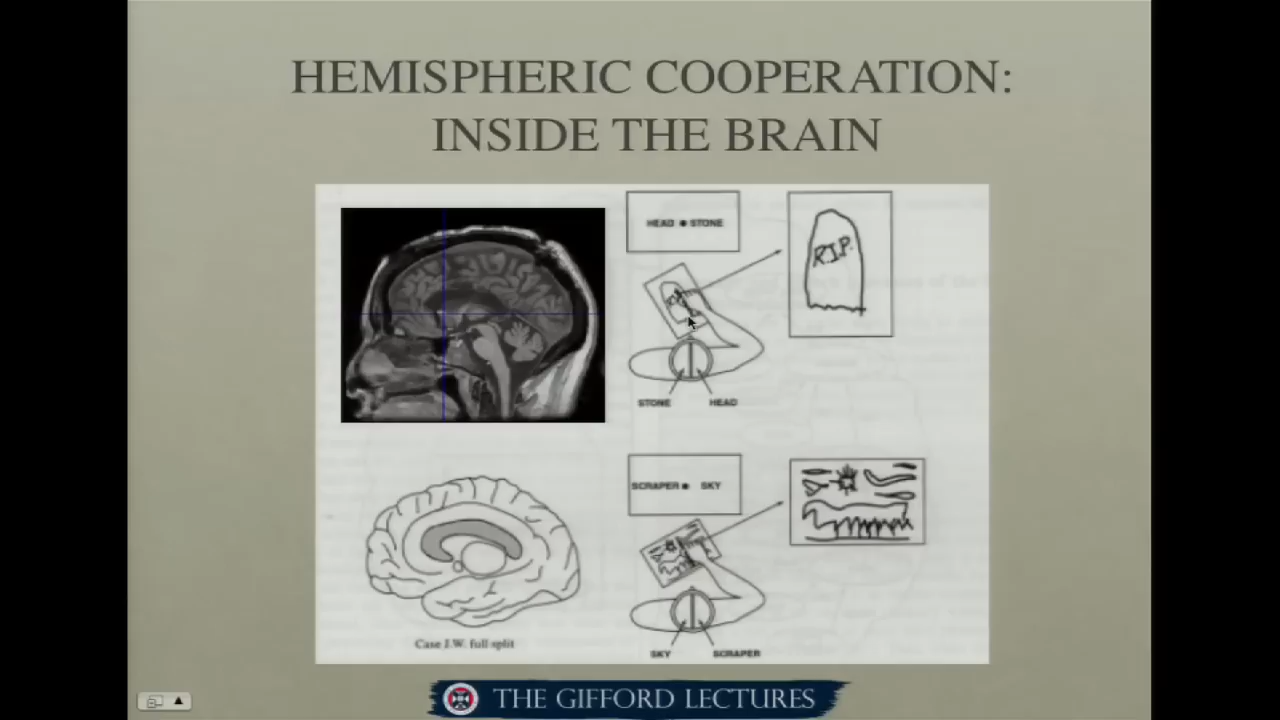 HEMISPHERIC COOPERATION:
INSIDE THE BRAIN
HEAD STONE
R.I.P.
STONE
HEAD
SCRAPER SKY
SKY
SCRAPER
Case J.W. full split
THE GIFFORD LECTURES